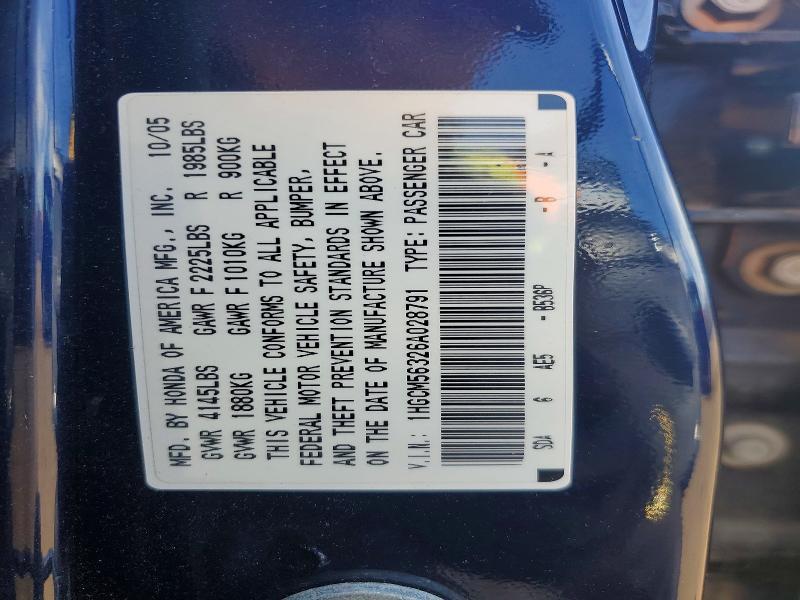 MFD. BY HONDA OF AMERICA MFG., INC. 10/05
GVWR 4145LBS GAWR F 2225LBS R 1985LBS
GVWR 1880KG GAWR F 1010KG R 900KG
THIS VEHICLE CONFORMS TO ALL APPLICABLE
FEDERAL MOTOR VEHICLE SAFETY, BUMPER,
AND THEFT PREVENTION STANDARDS IN EFFECT
ON THE DATE OF MANUFACTURE SHOWN ABOVE.
V.I.N.: 1HGCM56326A028791 TYPE: PASSENGER CAR
SDA 6 AE5 - B536P - B - A